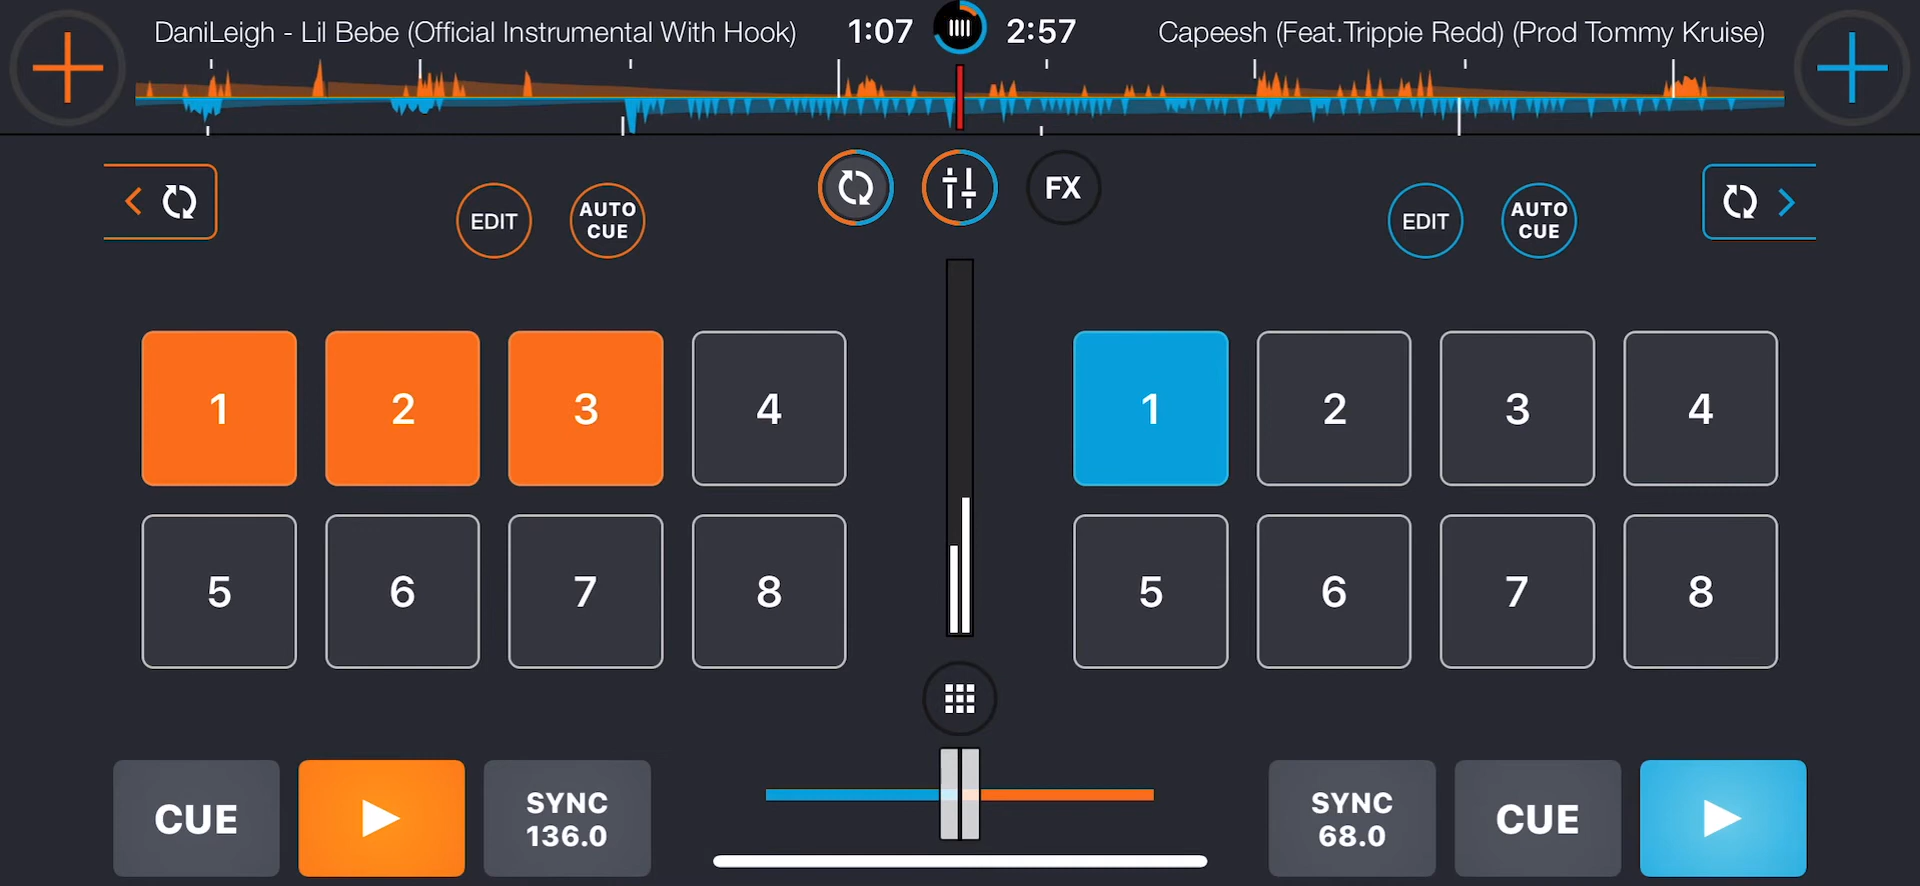 DaniLeigh - Lil Bebe (Official Instrumental With Hook)
1:07
2:57
Capeesh (Feat.Trippie Redd) (Prod Tommy Kruise)
EDIT
AUTO
CUE
FX
EDIT
AUTO
CUE
1
2
3
4
1
2
3
4
5
6
7
8
5
6
7
8
CUE
SYNC
136.0
SYNC
68.0
CUE